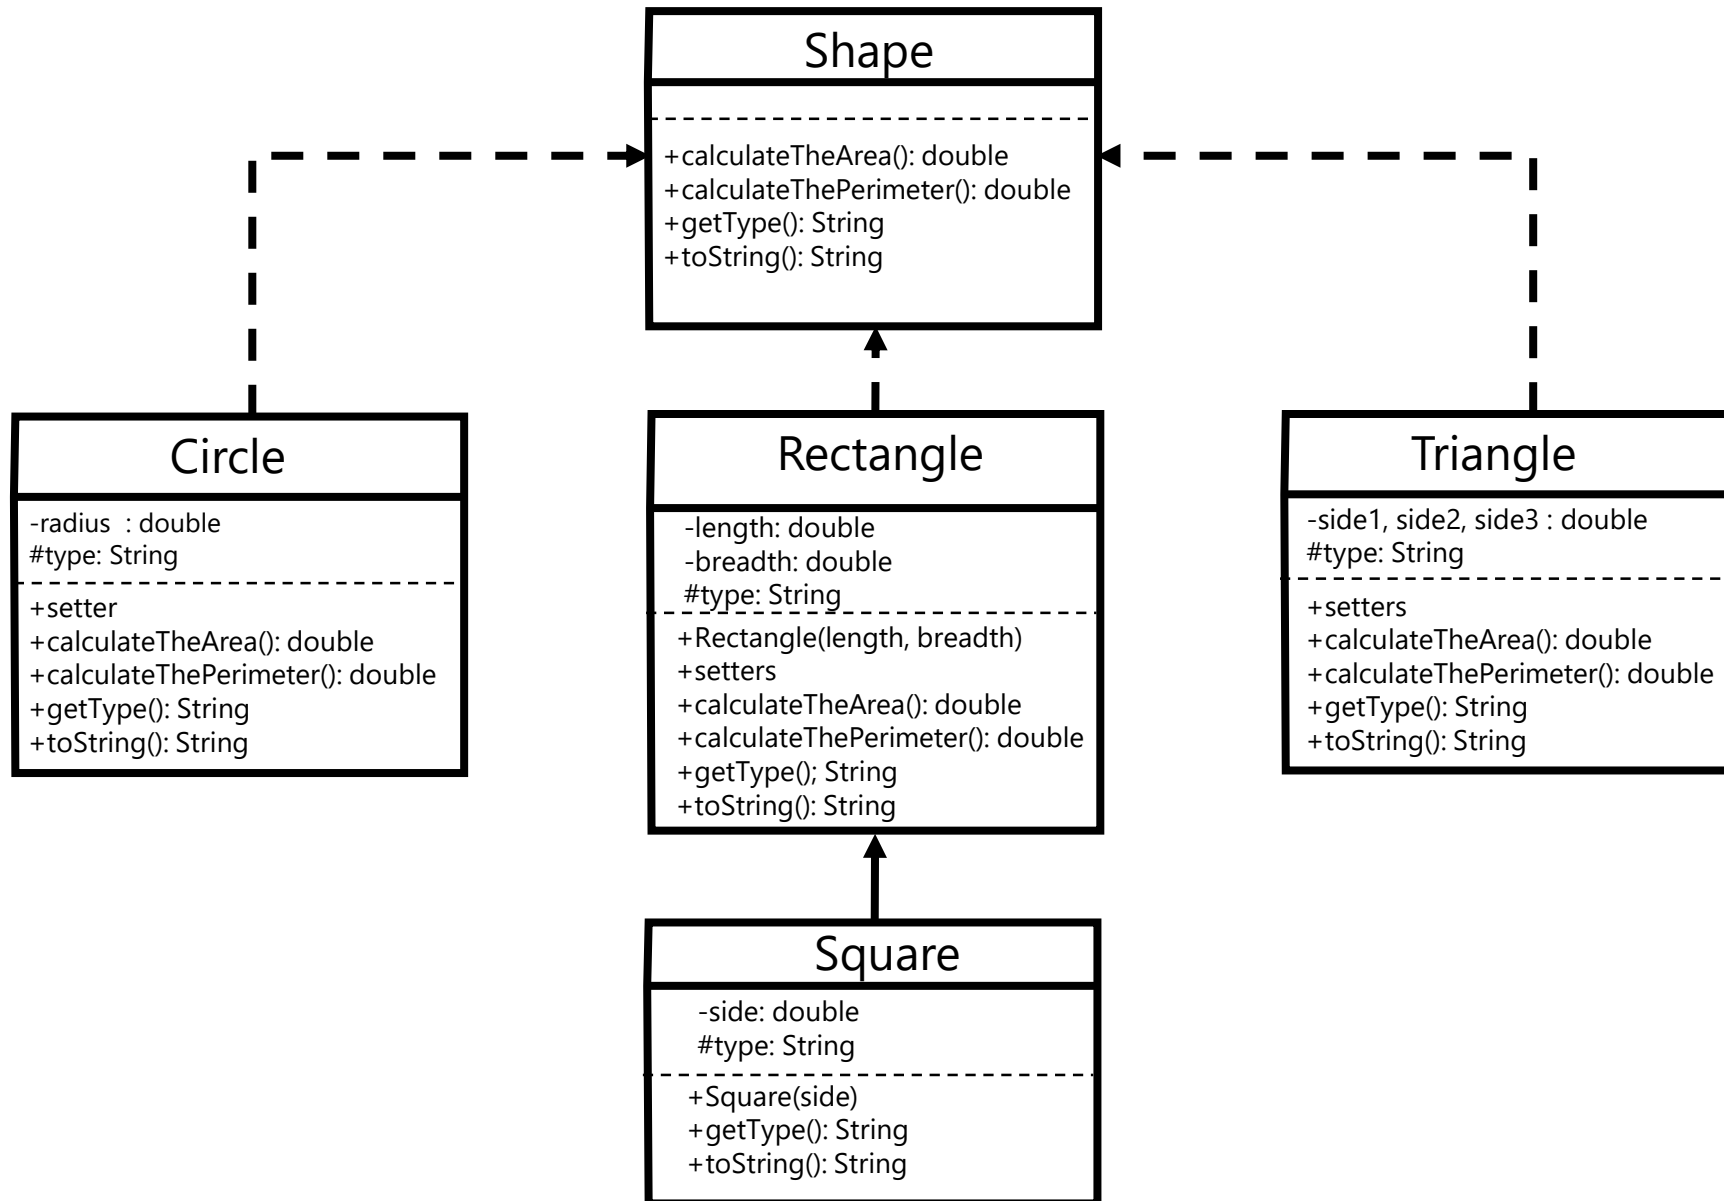 Shape
+calculateTheArea(): double
+calculateThePerimeter(): double
+getType(): String
+toString(): String
Circle
-radius : double
#type: String
+setter
+calculateTheArea(): double
+calculateThePerimeter(): double
+getType(): String
+toString(): String
Rectangle
-length: double
-breadth: double
#type: String
+Rectangle(length, breadth)
+setters
+calculateTheArea(): double
+calculateThePerimeter(): double
+getType(); String
+toString(): String
Triangle
-side1, side2, side3 : double
#type: String
+setters
+calculateTheArea(): double
+calculateThePerimeter(): double
+getType(): String
+toString(): String
Square
-side: double
#type: String
+Square(side)
+getType(): String
+toString(): String